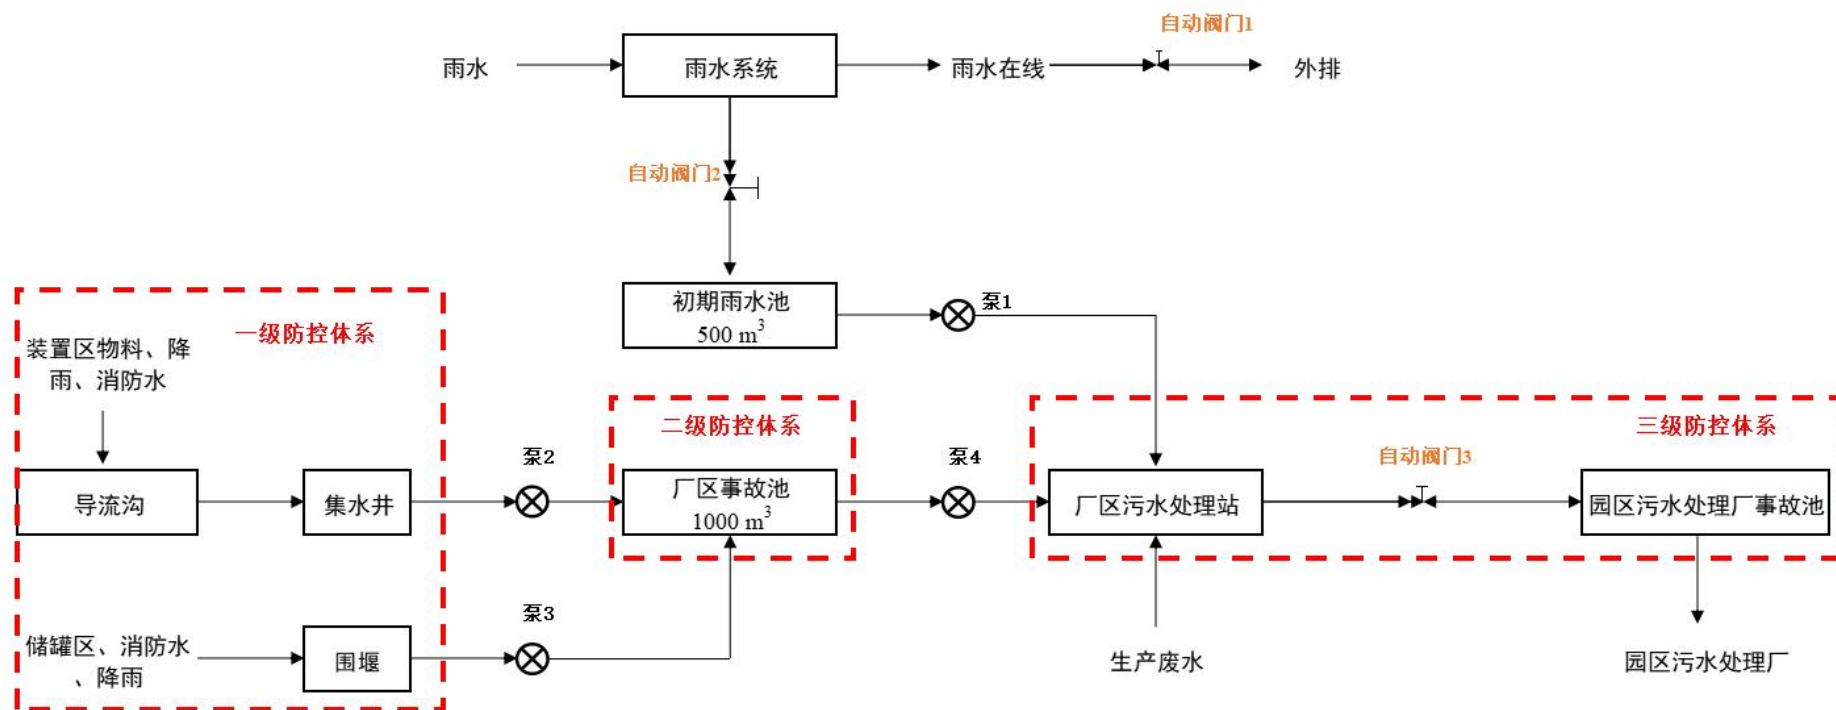 自动阀门1
雨水
雨水系统
雨水在线
外排
自动阀门2
初期雨水池
500 m³
泵1
一级防控体系
装置区物料、降
雨、消防水
二级防控体系
三级防控体系
泵2
泵4
自动阀门3
导流沟
集水井
厂区事故池
1000 m³
厂区污水处理站
园区污水处理厂事故池
泵3
储罐区、消防水
、降雨
围堰
生产废水
园区污水处理厂